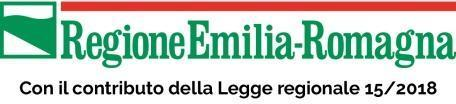 RegioneEmilia-Romagna
Con il contributo della Legge regionale 15/2018